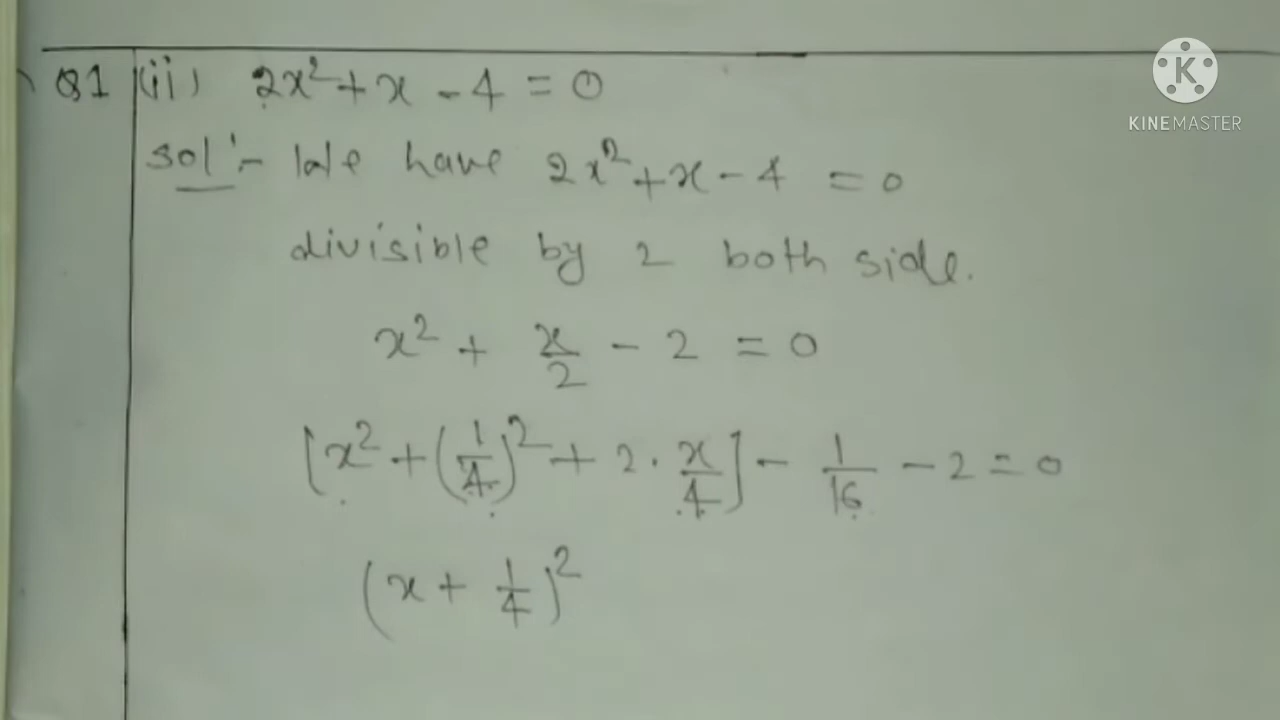 Q1 (ii) 2x² + x - 4 = 0
K
KINEMASTER
Sol':- We have 2x² + x - 4 = 0
divisible by 2 both side.
x² + x/2 - 2 = 0
[x² + (1/4)² + 2 · x/4] - 1/16 - 2 = 0
(x + 1/4)²